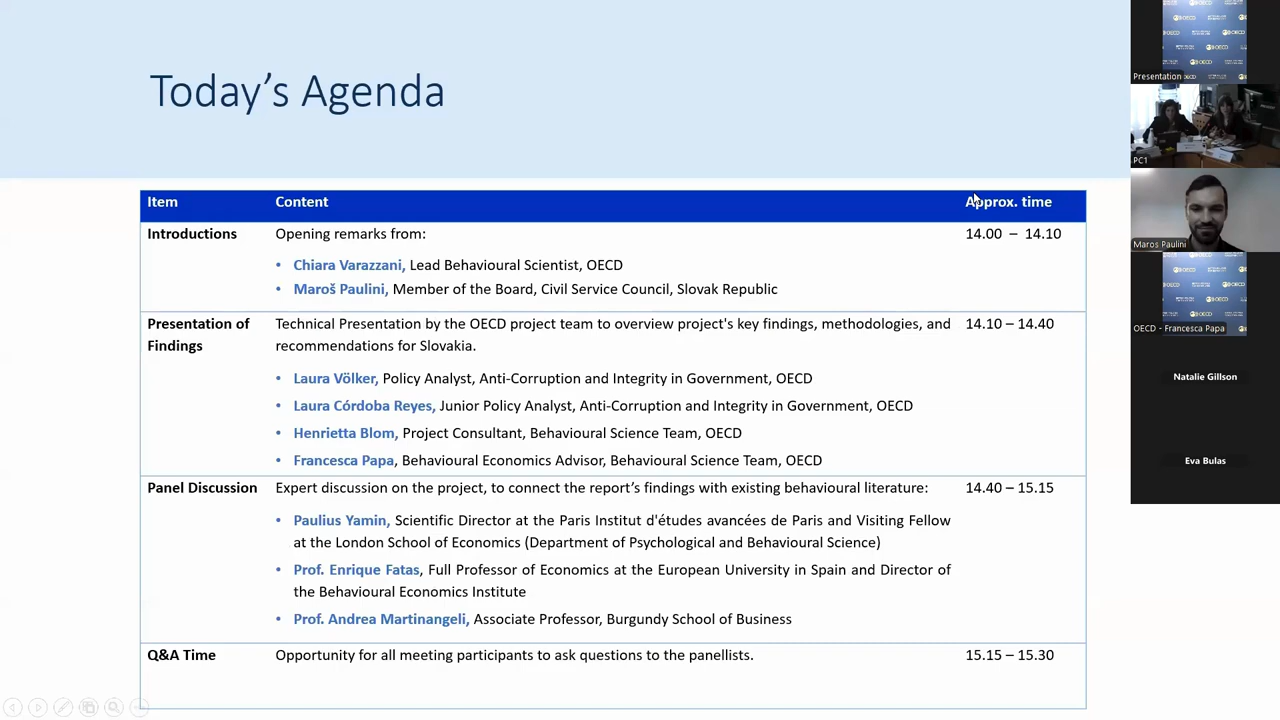 Today's Agenda
Item Content Approx. time
Introductions Opening remarks from: 14.00 – 14.10
• Chiara Varazzani, Lead Behavioural Scientist, OECD
• Maroš Paulini, Member of the Board, Civil Service Council, Slovak Republic
Presentation of Findings
Technical Presentation by the OECD project team to overview project's key findings, methodologies, and 14.10 – 14.40
recommendations for Slovakia.
• Laura Völker, Policy Analyst, Anti-Corruption and Integrity in Government, OECD
• Laura Córdoba Reyes, Junior Policy Analyst, Anti-Corruption and Integrity in Government, OECD
• Henrietta Blom, Project Consultant, Behavioural Science Team, OECD
• Francesca Papa, Behavioural Economics Advisor, Behavioural Science Team, OECD
Panel Discussion Expert discussion on the project, to connect the report's findings with existing behavioural literature: 14.40 – 15.15
• Paulius Yamin, Scientific Director at the Paris Institut d'études avancées de Paris and Visiting Fellow
at the London School of Economics (Department of Psychological and Behavioural Science)
• Prof. Enrique Fatas, Full Professor of Economics at the European University in Spain and Director of
the Behavioural Economics Institute
• Prof. Andrea Martinangeli, Associate Professor, Burgundy School of Business
Q&A Time Opportunity for all meeting participants to ask questions to the panellists. 15.15 – 15.30
OECD
Presentation
PC1
Maros Paulini
OECD
OECD - Francesca Papa
Natalie Gillson
Eva Bulas